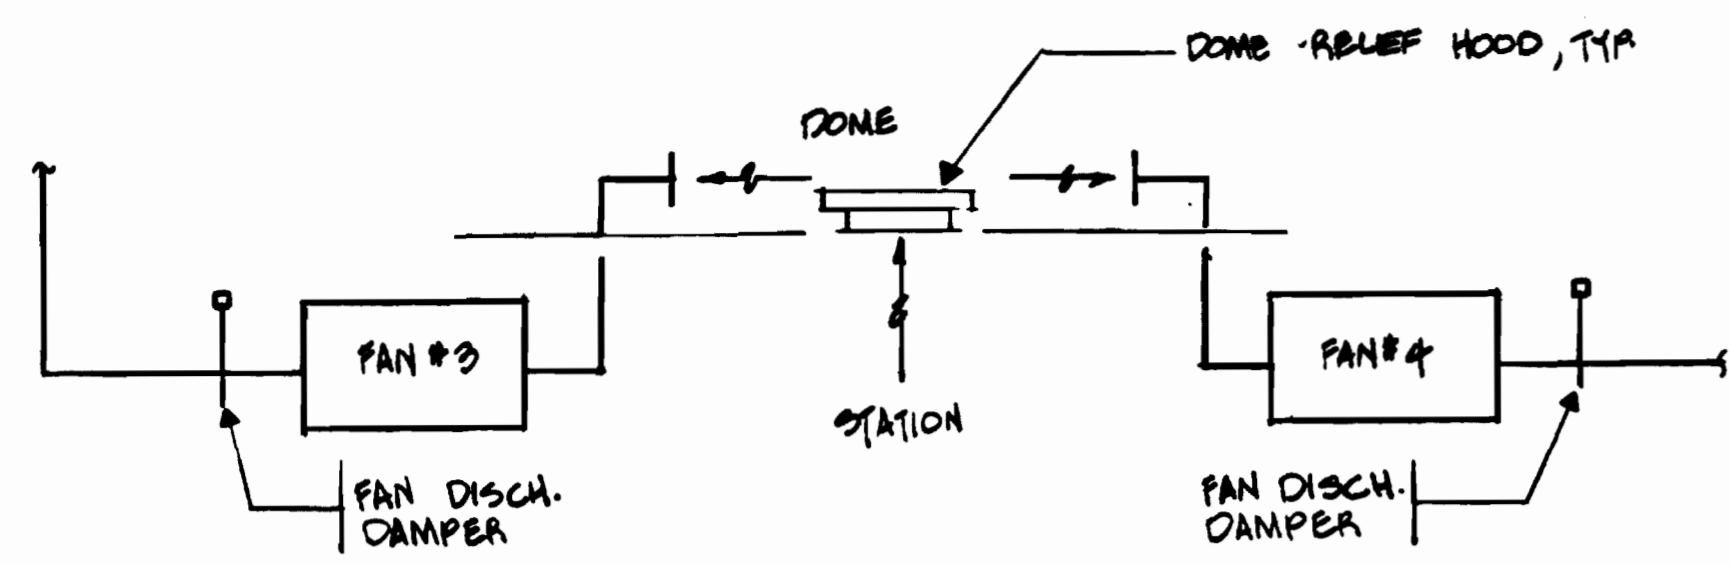 DOME RELIEF HOOD, TYP
DOME
FAN #3
FAN #4
STATION
FAN DISCH.
DAMPER
FAN DISCH.
DAMPER